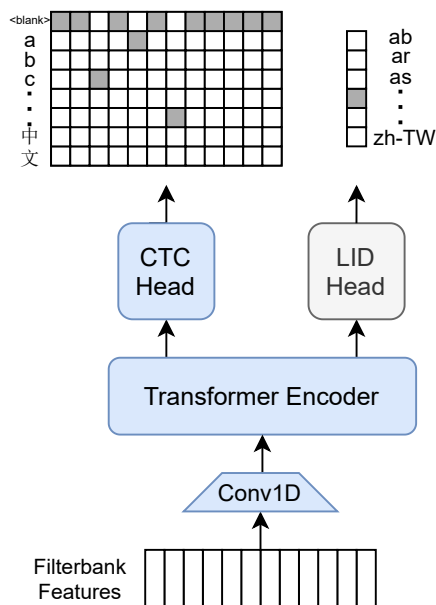 <blank>
a
b
c
中
文
ab
ar
as
zh-TW
CTC
Head
LID
Head
Transformer Encoder
Conv1D
Filterbank
Features